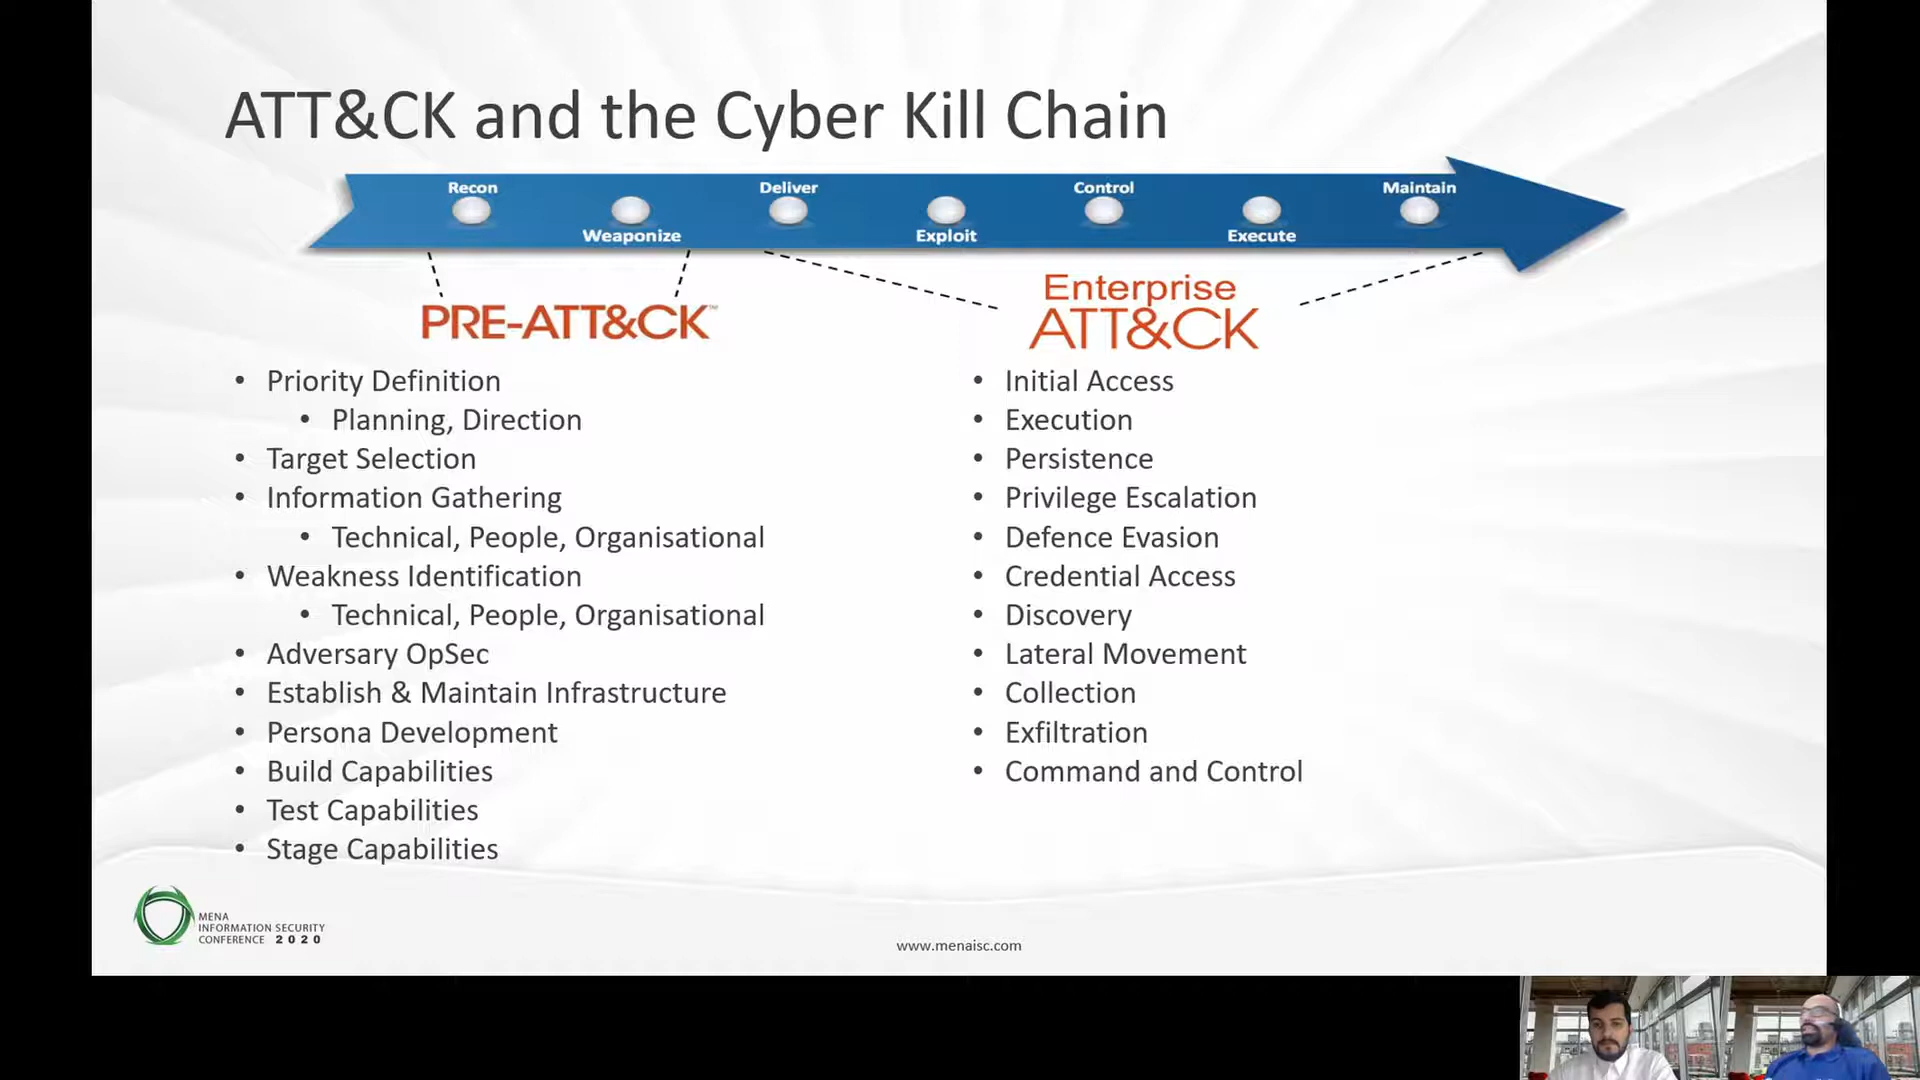 ATT&CK and the Cyber Kill Chain
Recon
Weaponize
Deliver
Exploit
Control
Execute
Maintain
PRE-ATT&CK™
Priority Definition
Planning, Direction
Target Selection
Information Gathering
Technical, People, Organisational
Weakness Identification
Technical, People, Organisational
Adversary OpSec
Establish & Maintain Infrastructure
Persona Development
Build Capabilities
Test Capabilities
Stage Capabilities
Enterprise
ATT&CK
Initial Access
Execution
Persistence
Privilege Escalation
Defence Evasion
Credential Access
Discovery
Lateral Movement
Collection
Exfiltration
Command and Control
MENA
INFORMATION SECURITY
CONFERENCE 2020
www.menaisc.com